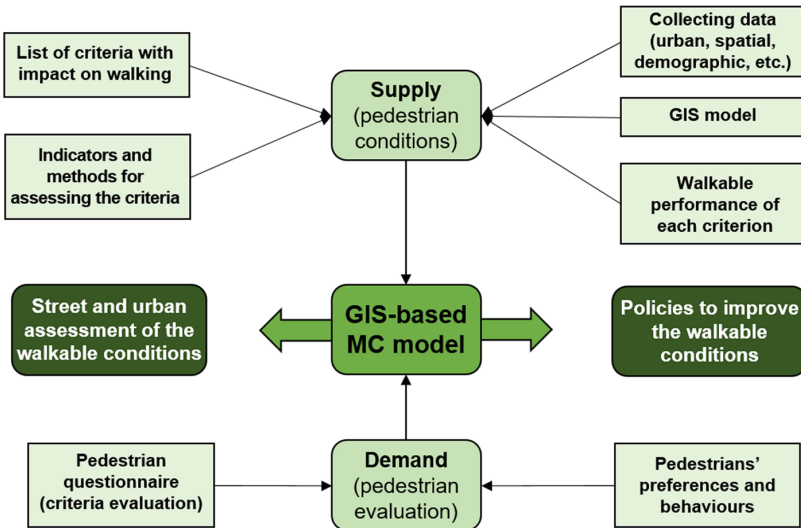 List of criteria with
impact on walking
Indicators and
methods for
assessing the criteria
Supply
(pedestrian
conditions)
Collecting data
(urban, spatial,
demographic, etc.)
GIS model
Walkable
performance of
each criterion
Street and urban
assessment of the
walkable conditions
GIS-based
MC model
Policies to improve
the walkable
conditions
Pedestrian
questionnaire
(criteria evaluation)
Demand
(pedestrian
evaluation)
Pedestrians’
preferences and
behaviours